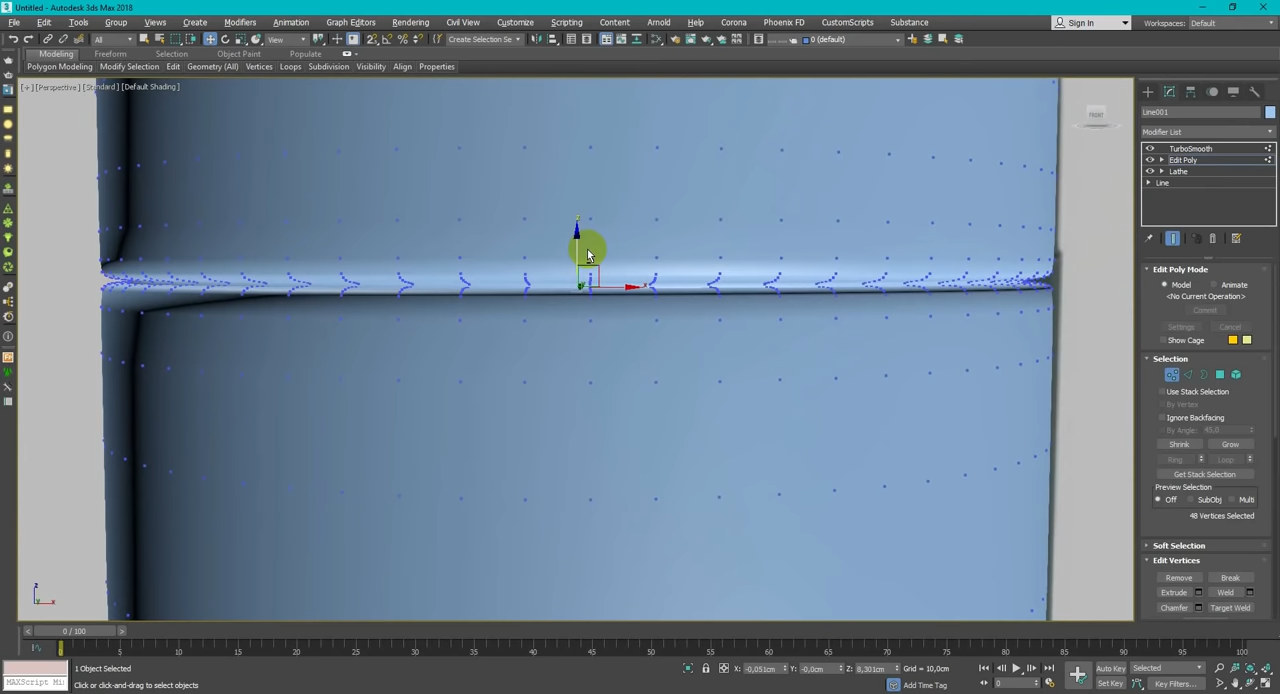 Untitled - Autodesk 3ds Max 2018
File Edit Tools Group Views Create Modifiers Animation Graph Editors Rendering Civil View Customize Scripting Content Arnold Help Corona Phoenix FD CustomScripts Substance
Sign In
Workspaces: Default
All
View
Create Selection Se
0 (default)
Modeling Freeform Selection Object Paint Populate
Polygon Modeling Modify Selection Edit Geometry (All) Vertices Loops Subdivision Visibility Align Properties
[+] [Perspective] [Standard] [Default Shading]
FRONT
Line001
Modifier List
TurboSmooth
Edit Poly
Lathe
Line
Edit Poly Mode
Model Animate
<No Current Operation>
Commit
Settings Cancel
Show Cage
Selection
Use Stack Selection
By Vertex
Ignore Backfacing
By Angle: 45,0
Shrink Grow
Ring Loop
Get Stack Selection
Preview Selection
Off SubObj Multi
48 Vertices Selected
Soft Selection
Edit Vertices
Remove Break
Extrude Weld
Chamfer Target Weld
z
x
z
y x
0 / 100
0 5 10 15 20 25 30 35 40 45 50 55 60 65 70 75 80 85 90 95 100
1 Object Selected
X: -0,051cm Y: -0,0cm Z: 8,301cm Grid = 10,0cm
Auto Key Selected
MAXScript Mi
Click or click-and-drag to select objects
Add Time Tag
0
Set Key Key Filters...